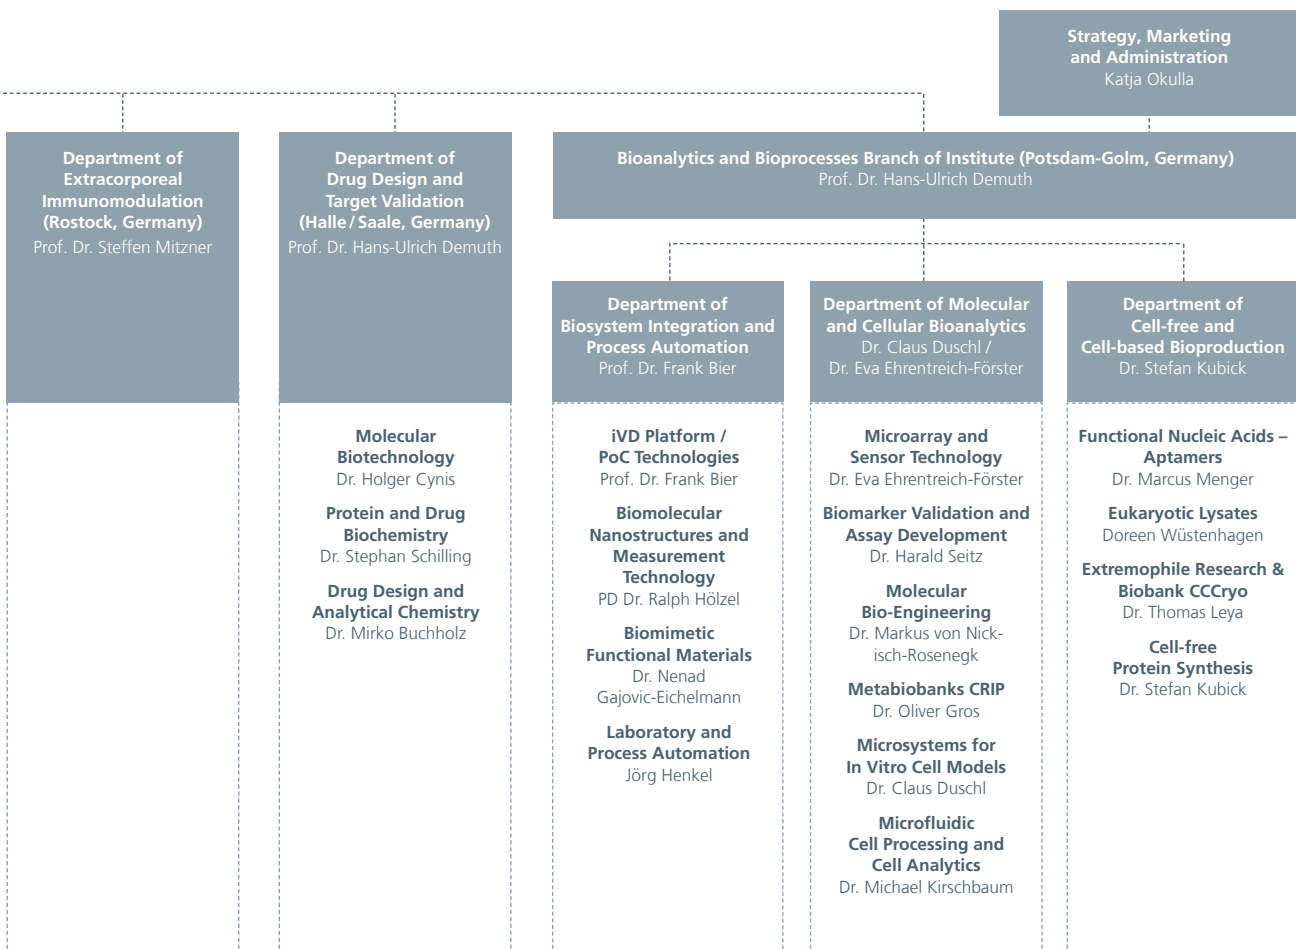 Strategy, Marketing
and Administration
Katja Okulla
Department of
Extracorporeal
Immunomodulation
(Rostock, Germany)
Prof. Dr. Steffen Mitzner
Department of
Drug Design and
Target Validation
(Halle / Saale, Germany)
Prof. Dr. Hans-Ulrich Demuth
Bioanalytics and Bioprocesses Branch of Institute (Potsdam-Golm, Germany)
Prof. Dr. Hans-Ulrich Demuth
Department of
Biosystem Integration and
Process Automation
Prof. Dr. Frank Bier
Department of Molecular
and Cellular Bioanalytics
Dr. Claus Duschl /
Dr. Eva Ehrentreich-Förster
Department of
Cell-free and
Cell-based Bioproduction
Dr. Stefan Kubick
Molecular
Biotechnology
Dr. Holger Cynis
Protein and Drug
Biochemistry
Dr. Stephan Schilling
Drug Design and
Analytical Chemistry
Dr. Mirko Buchholz
iVD Platform /
PoC Technologies
Prof. Dr. Frank Bier
Biomolecular
Nanostructures and
Measurement
Technology
PD Dr. Ralph Hölzel
Biomimetic
Functional Materials
Dr. Nenad
Gajovic-Eichelmann
Laboratory and
Process Automation
Jörg Henkel
Microarray and
Sensor Technology
Dr. Eva Ehrentreich-Förster
Biomarker Validation and
Assay Development
Dr. Harald Seitz
Molecular
Bio-Engineering
Dr. Markus von Nick-
isch-Rosenegk
Metabiobanks CRIP
Dr. Oliver Gros
Microsystems for
In Vitro Cell Models
Dr. Claus Duschl
Microfluidic
Cell Processing and
Cell Analytics
Dr. Michael Kirschbaum
Functional Nucleic Acids –
Aptamers
Dr. Marcus Menger
Eukaryotic Lysates
Doreen Wüstenhagen
Extremophile Research &
Biobank CCCryo
Dr. Thomas Leya
Cell-free
Protein Synthesis
Dr. Stefan Kubick